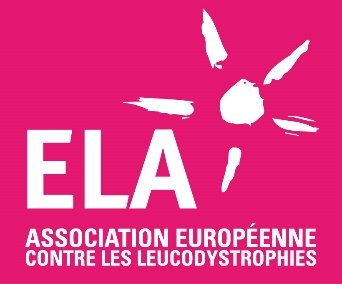 ELA
ASSOCIATION EUROPÉENNE
CONTRE LES LEUCODYSTROPHIES